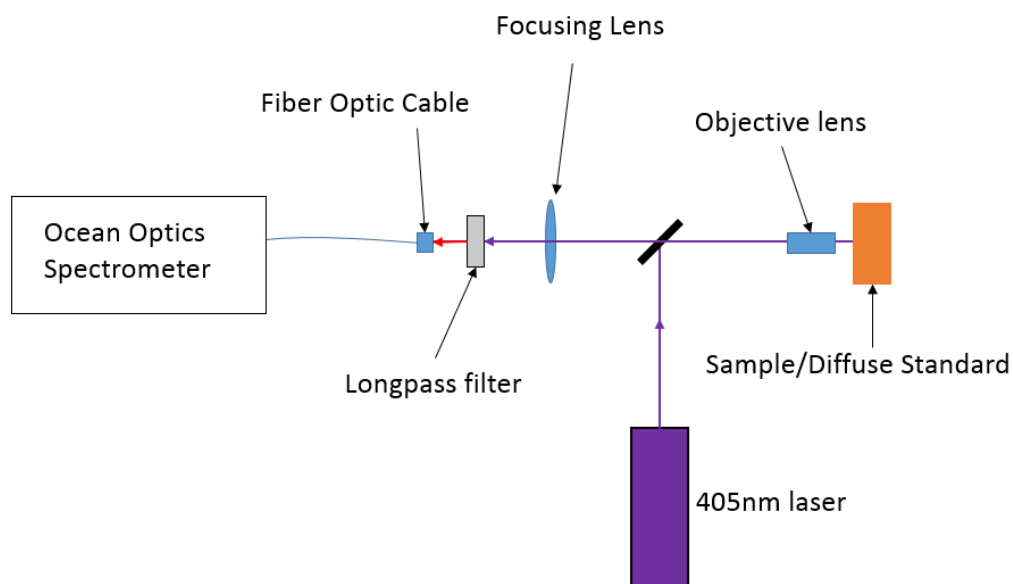 Focusing Lens
Fiber Optic Cable
Objective lens
Ocean Optics
Spectrometer
Longpass filter
Sample/Diffuse Standard
405nm laser